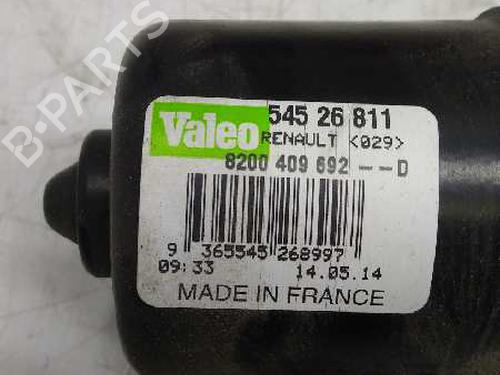 B-PARTS
Valeo
545 26 811
RENAULT <029>
8200 409 692 -- D
9 365545 268997
09:33 14.05.14
MADE IN FRANCE